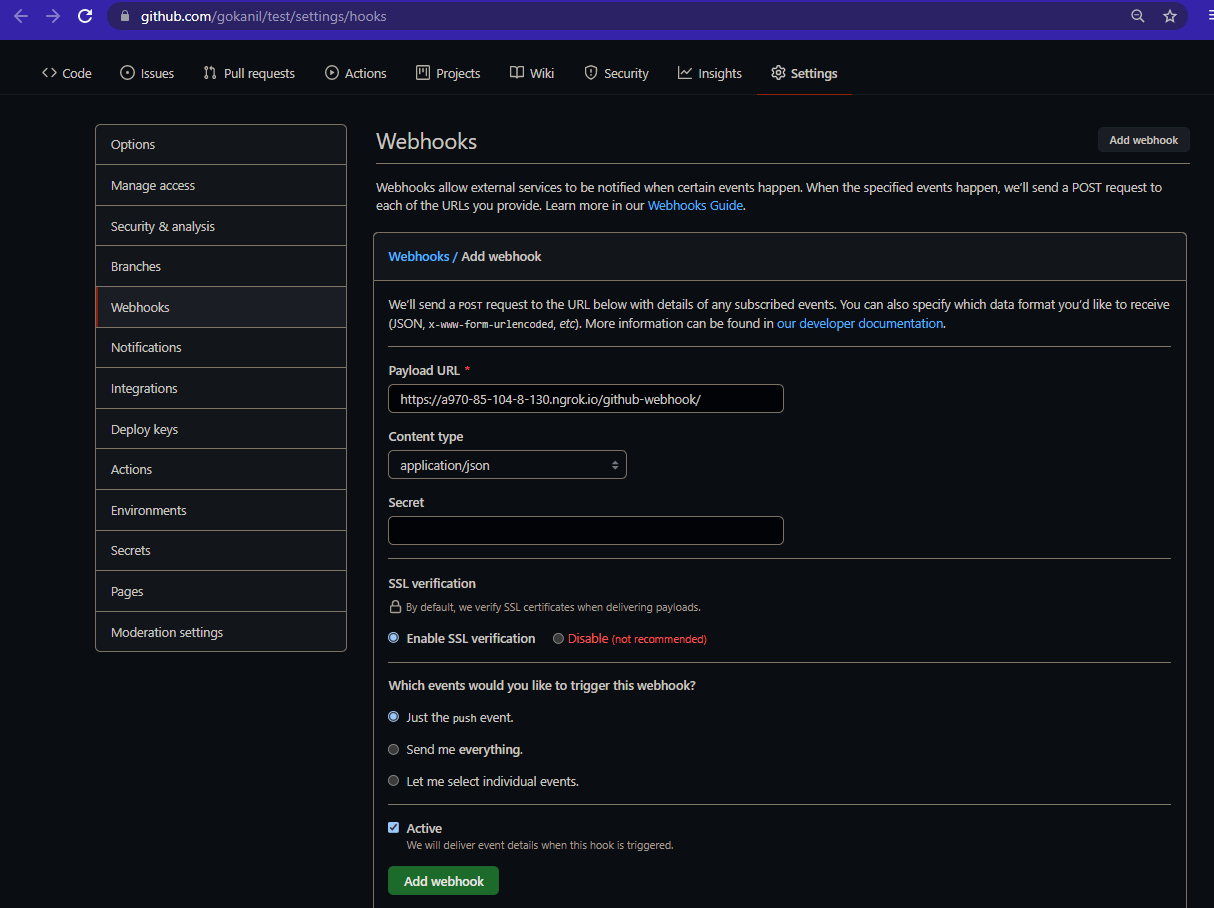 github.com/gokanil/test/settings/hooks
Code Issues Pull requests Actions Projects Wiki Security Insights Settings
Options
Manage access
Security & analysis
Branches
Webhooks
Notifications
Integrations
Deploy keys
Actions
Environments
Secrets
Pages
Moderation settings
Webhooks
Add webhook
Webhooks allow external services to be notified when certain events happen. When the specified events happen, we'll send a POST request to
each of the URLs you provide. Learn more in our Webhooks Guide.
Webhooks / Add webhook
We'll send a POST request to the URL below with details of any subscribed events. You can also specify which data format you'd like to receive
(JSON, x-www-form-urlencoded, etc). More information can be found in our developer documentation.
Payload URL *
https://a970-85-104-8-130.ngrok.io/github-webhook/
Content type
application/json
Secret
SSL verification
By default, we verify SSL certificates when delivering payloads.
Enable SSL verification Disable (not recommended)
Which events would you like to trigger this webhook?
Just the push event.
Send me everything.
Let me select individual events.
Active
We will deliver event details when this hook is triggered.
Add webhook